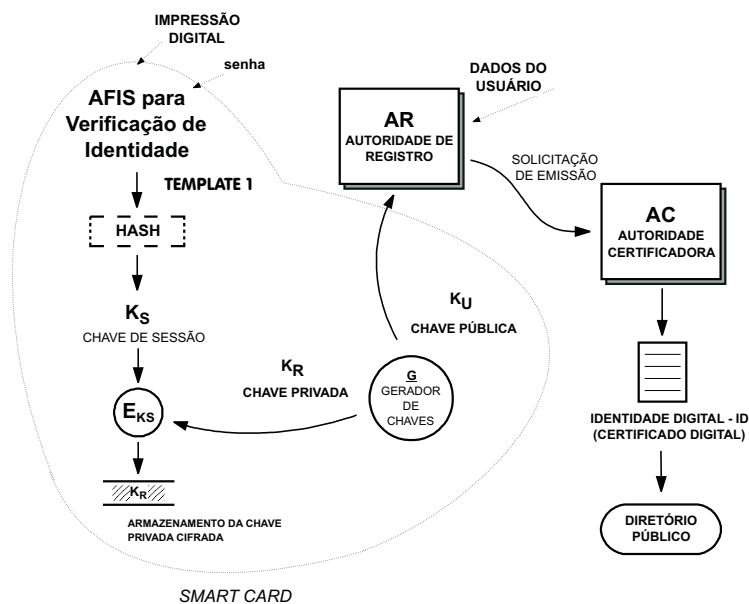 IMPRESSÃO
DIGITAL
senha
AFIS para
Verificação de
Identidade
TEMPLATE 1
HASH
KS
CHAVE DE SESSÃO
EKS
KR
ARMAZENAMENTO DA CHAVE
PRIVADA CIFRADA
SMART CARD
KR
CHAVE PRIVADA
G
GERADOR
DE
CHAVES
KU
CHAVE PÚBLICA
AR
AUTORIDADE DE
REGISTRO
DADOS DO
USUÁRIO
SOLICITAÇÃO
DE EMISSÃO
AC
AUTORIDADE
CERTIFICADORA
IDENTIDADE DIGITAL - ID
(CERTIFICADO DIGITAL)
DIRETÓRIO
PÚBLICO